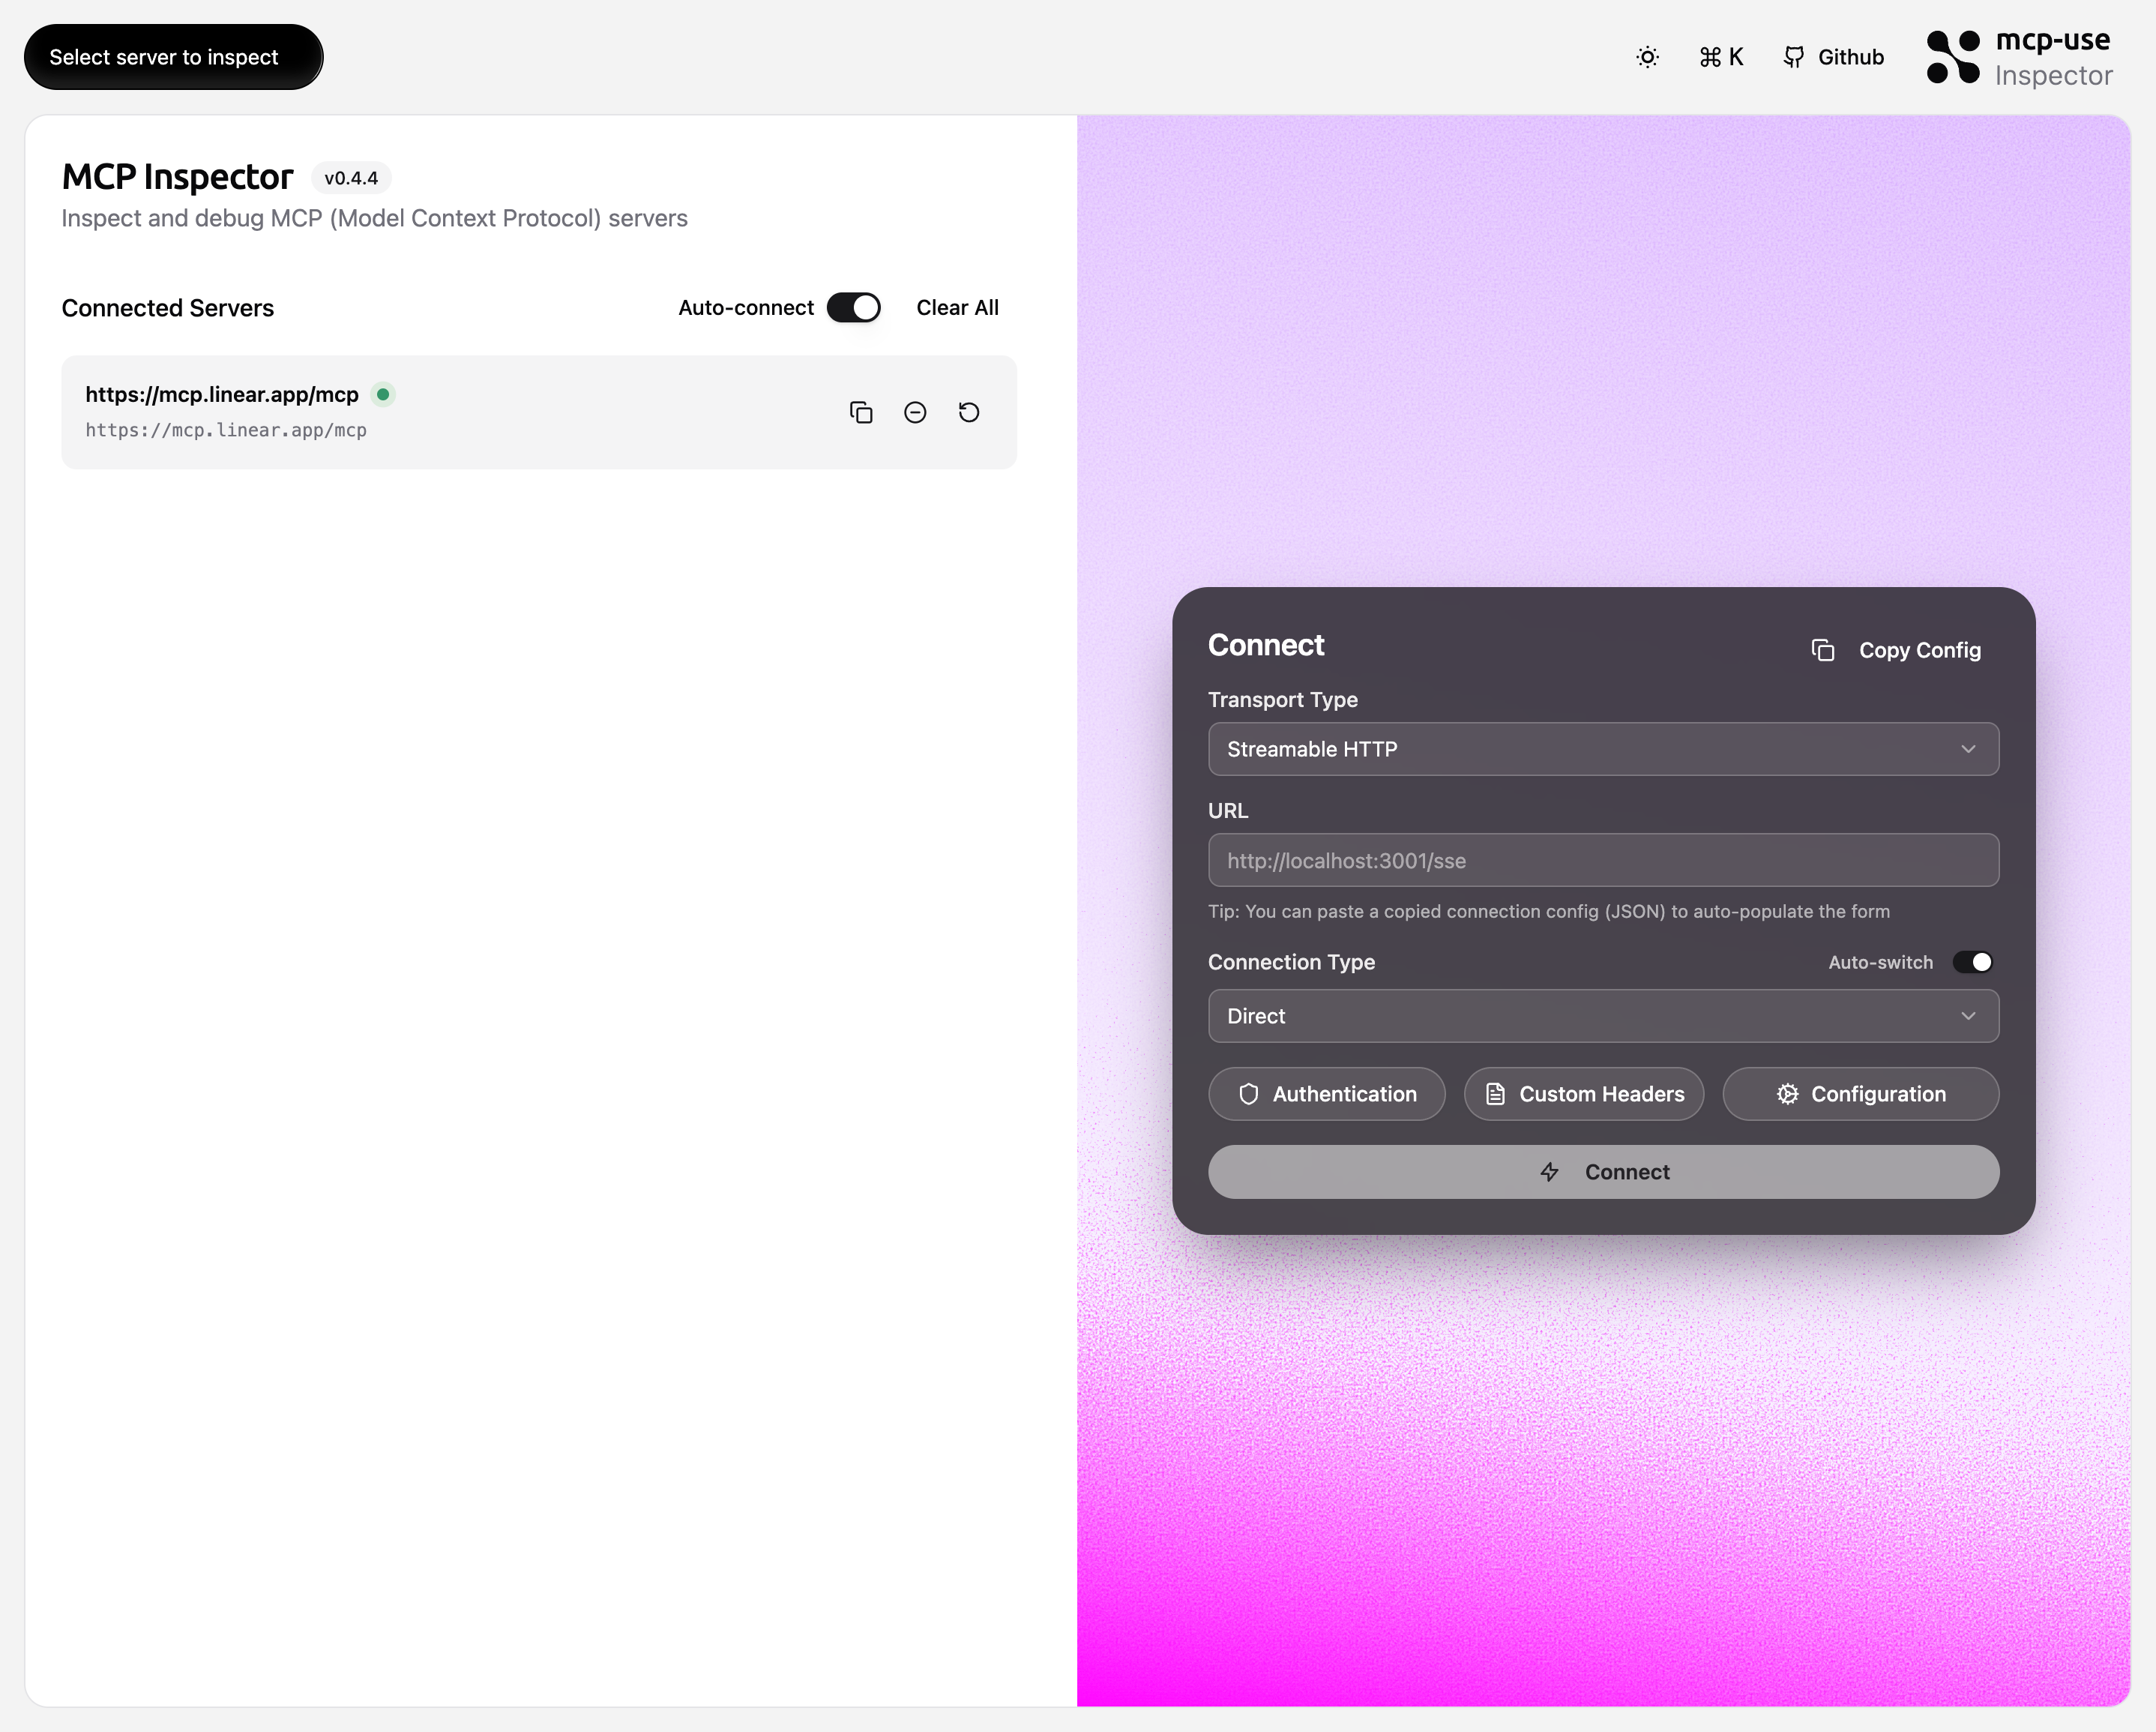 Select server to inspect
⌘ K
Github
mcp-use
Inspector
MCP Inspector
v0.4.4
Inspect and debug MCP (Model Context Protocol) servers
Connected Servers
Auto-connect
Clear All
https://mcp.linear.app/mcp
https://mcp.linear.app/mcp
Connect
Copy Config
Transport Type
Streamable HTTP
URL
http://localhost:3001/sse
Tip: You can paste a copied connection config (JSON) to auto-populate the form
Connection Type
Auto-switch
Direct
Authentication
Custom Headers
Configuration
Connect